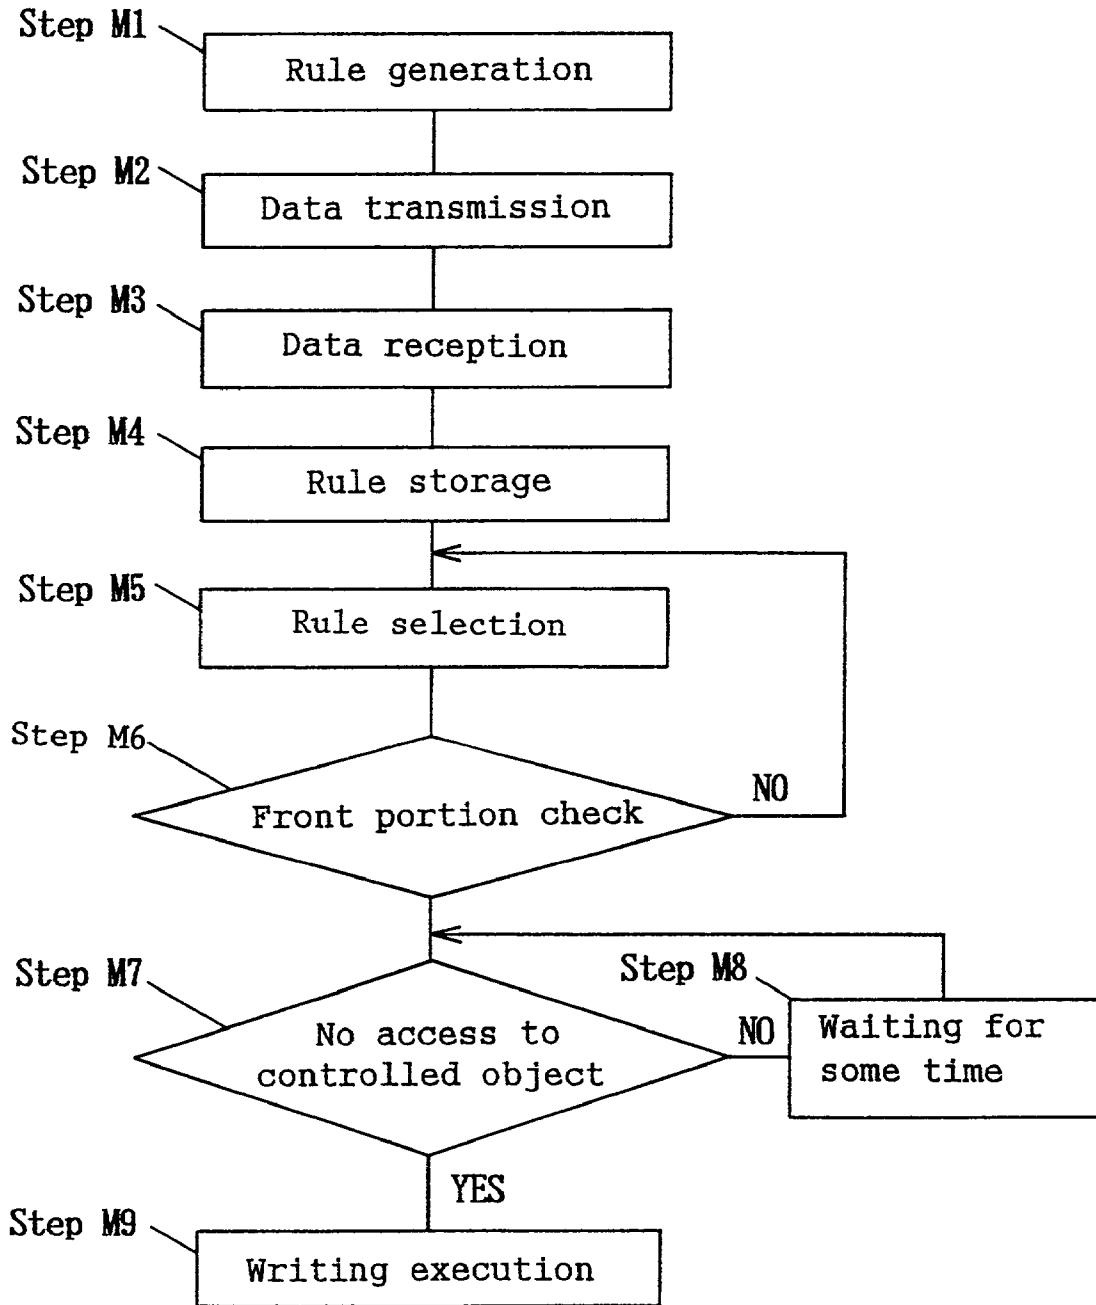 Step M1
Rule generation
Step M2
Data transmission
Step M3
Data reception
Step M4
Rule storage
Step M5
Rule selection
Step M6
Front portion check
NO
Step M7
No access to
controlled object
NO
Step M8
Waiting for
some time
YES
Step M9
Writing execution